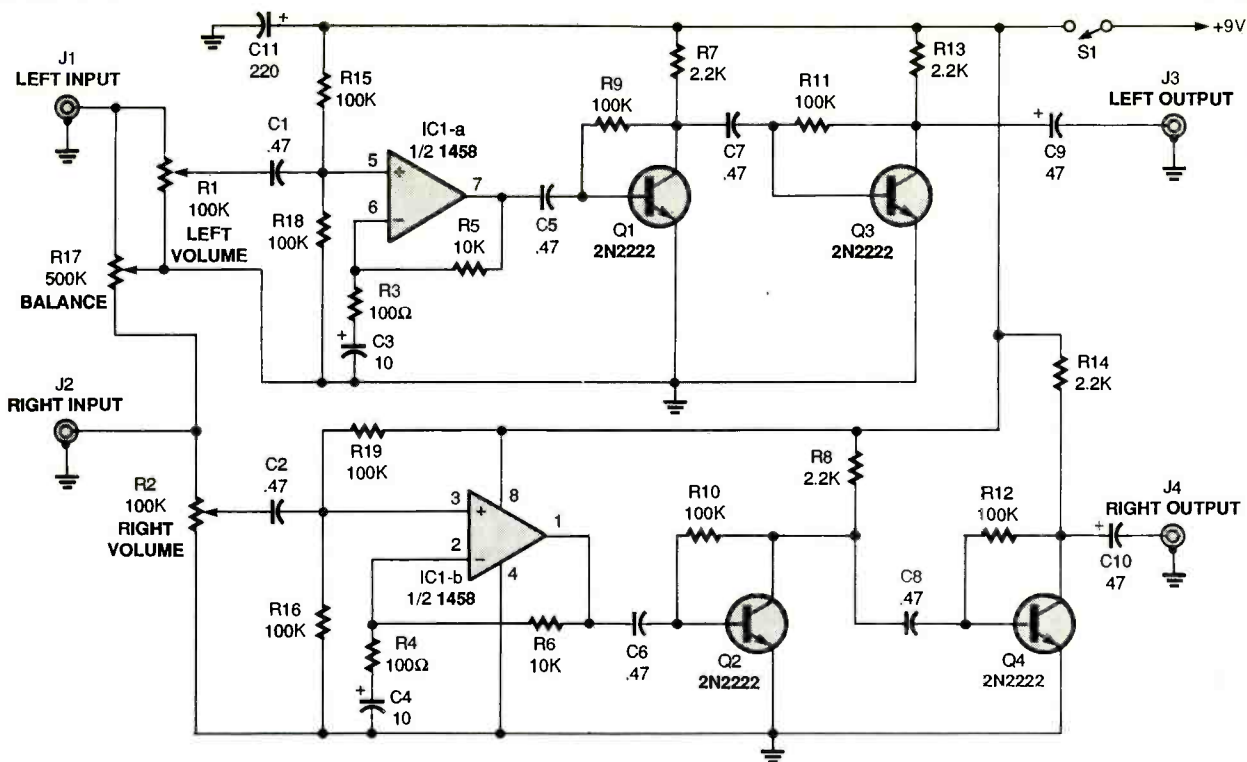 +9V
S1
C11
220
+
J1
LEFT INPUT
R15
100K
R7
2.2K
R13
2.2K
J3
LEFT OUTPUT
R9
100K
R11
100K
C1
.47
IC1-a
1/2 1458
5
+
6
−
7
C7
.47
+
C9
47
R1
100K
LEFT
VOLUME
R18
100K
R5
10K
C5
.47
Q1
2N2222
Q3
2N2222
R17
500K
BALANCE
R3
100Ω
+
C3
10
J2
RIGHT INPUT
R14
2.2K
R19
100K
C2
.47
R2
100K
RIGHT
VOLUME
3
+
2
−
8
1
4
IC1-b
1/2 1458
R10
100K
R8
2.2K
R12
100K
J4
RIGHT OUTPUT
+
C10
47
C8
.47
R16
100K
R4
100Ω
+
C4
10
R6
10K
C6
.47
Q2
2N2222
Q4
2N2222